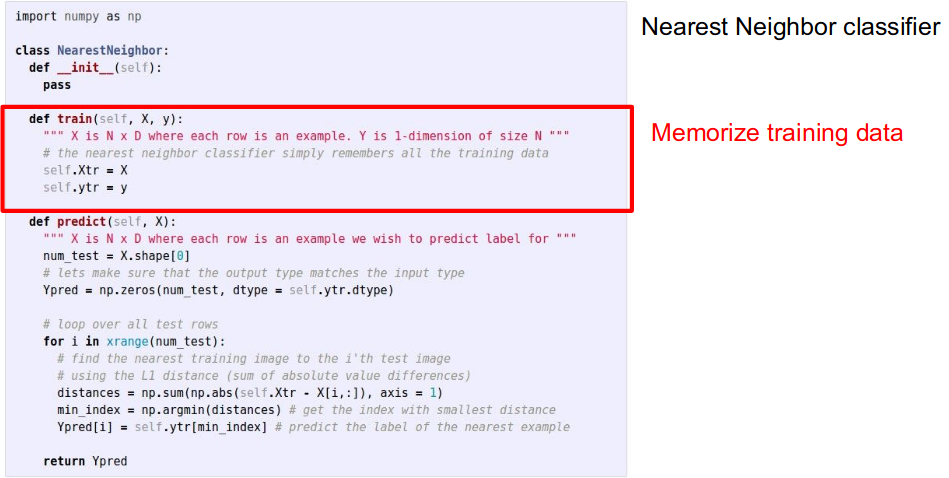 import numpy as np
class NearestNeighbor:
def __init__(self):
pass
def train(self, X, y):
""" X is N x D where each row is an example. Y is 1-dimension of size N """
# the nearest neighbor classifier simply remembers all the training data
self.Xtr = X
self.ytr = y
def predict(self, X):
""" X is N x D where each row is an example we wish to predict label for """
num_test = X.shape[0]
# lets make sure that the output type matches the input type
Ypred = np.zeros(num_test, dtype = self.ytr.dtype)
# loop over all test rows
for i in xrange(num_test):
# find the nearest training image to the i'th test image
# using the L1 distance (sum of absolute value differences)
distances = np.sum(np.abs(self.Xtr - X[i,:]), axis = 1)
min_index = np.argmin(distances) # get the index with smallest distance
Ypred[i] = self.ytr[min_index] # predict the label of the nearest example
return Ypred
Nearest Neighbor classifier
Memorize training data